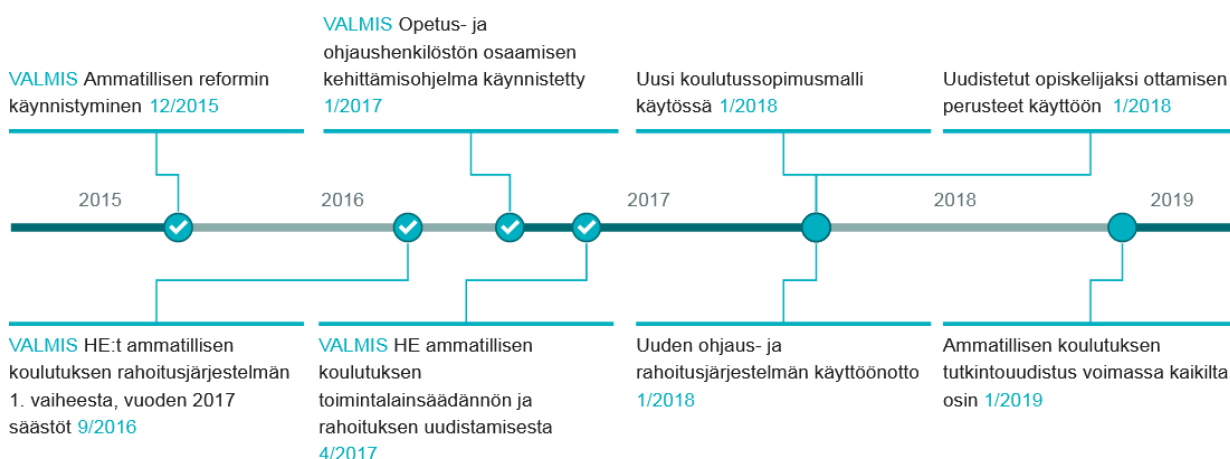 VALMIS Ammatillisen reformin
käynnistyminen 12/2015
VALMIS Opetus- ja
ohjaushenkilöstön osaamisen
kehittämisohjelma käynnistetty
1/2017
Uusi koulutussopimusmalli
käytössä 1/2018
Uudistetut opiskelijaksi ottamisen
perusteet käyttöön 1/2018
2015
2016
2017
2018
2019
VALMIS HE:t ammatillisen
koulutuksen rahoitusjärjestelmän
1. vaiheesta, vuoden 2017
säästöt 9/2016
VALMIS HE ammatillisen
koulutuksen
toimintalainsäädännön ja
rahoituksen uudistamisesta
4/2017
Uuden ohjaus- ja
rahoitusjärjestelmän käyttöönotto
1/2018
Ammatillisen koulutuksen
tutkintouudistus voimassa kaikilta
osin 1/2019